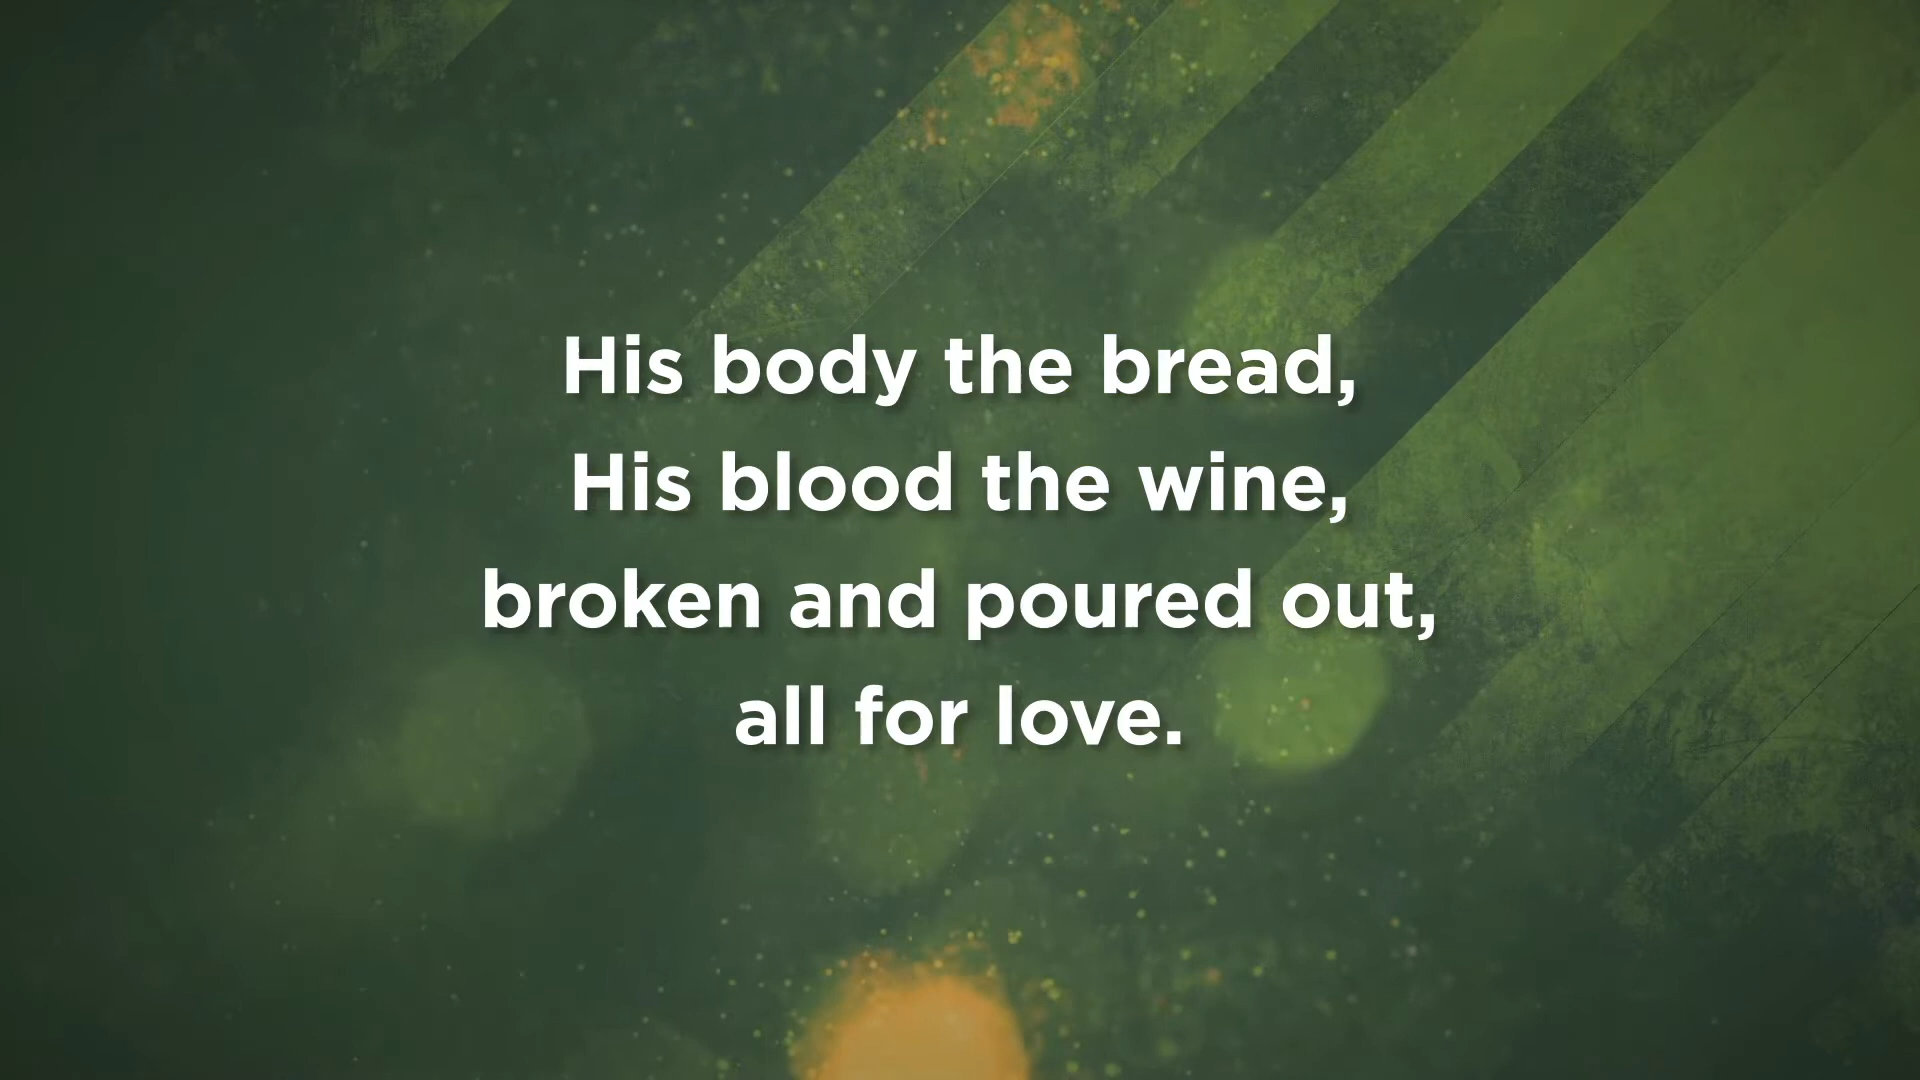 His body the bread,
His blood the wine,
broken and poured out,
all for love.